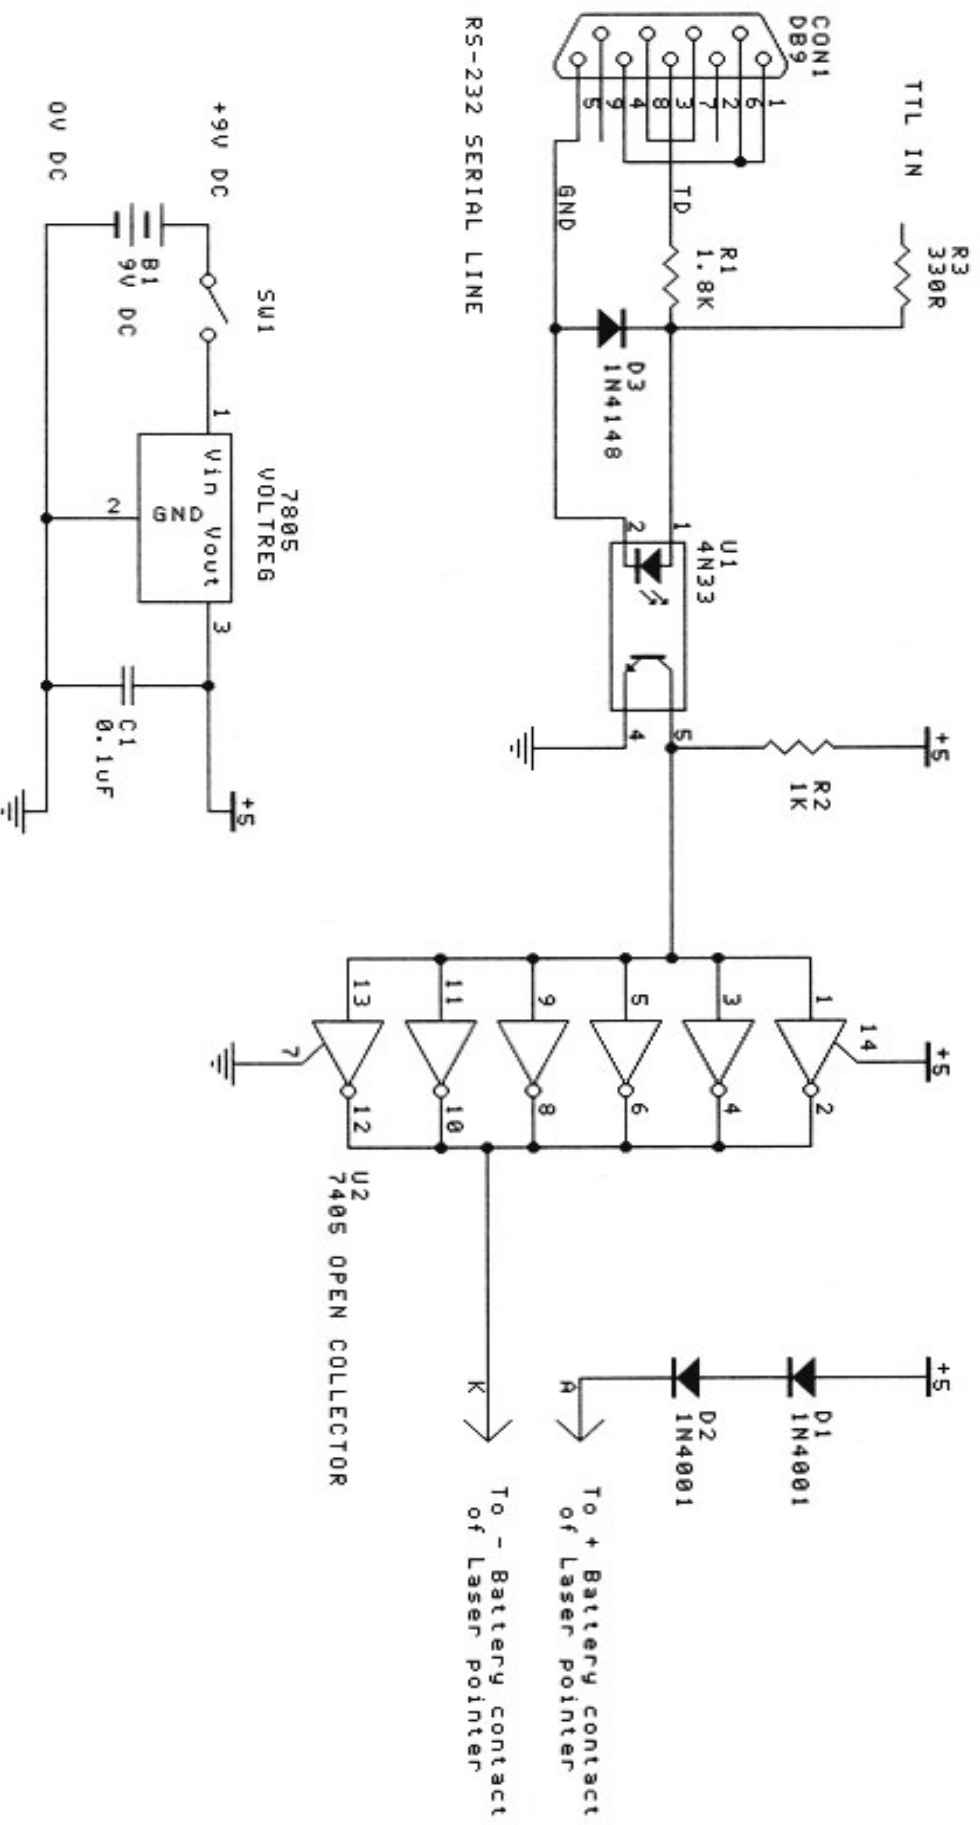 TTL IN
R3
330R
CON1
DB9
1
6
2
7
3
8
4
9
5
TD
GND
R1
1.8K
RS-232 SERIAL LINE
D3
1N4148
1
2
U1
4N33
5
4
+5
R2
1K
+5
14
1
2
3
4
5
6
9
8
11
10
13
12
7
U2
7405 OPEN COLLECTOR
+5
D1
1N4001
D2
1N4001
A
To + Battery contact
of Laser pointer
K
To - Battery contact
of Laser pointer
+9V DC
0V DC
B1
9V DC
SW1
1
Vin
GND
Vout
2
3
7805
VOLTREG
C1
0.1uF
+5